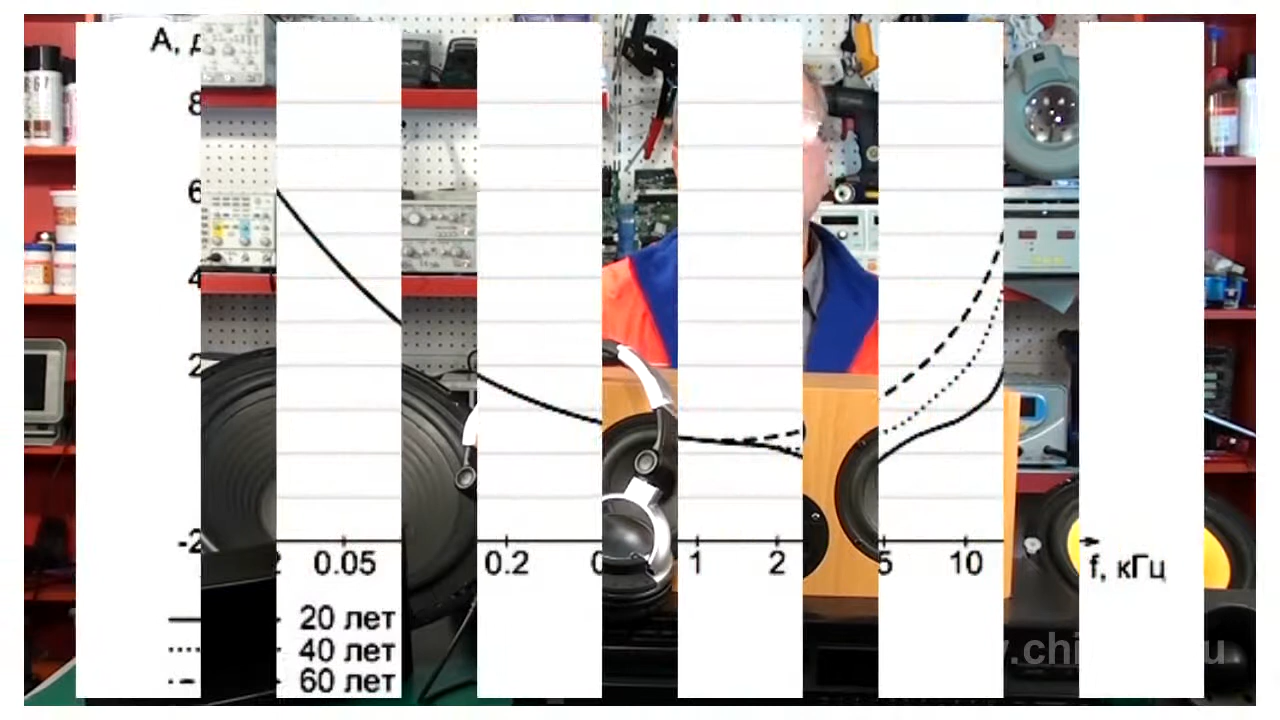 А, д
8
6
4
2
-2
0.05 0.2 1 2 5 10
f, кГц
20 лет
40 лет
60 лет